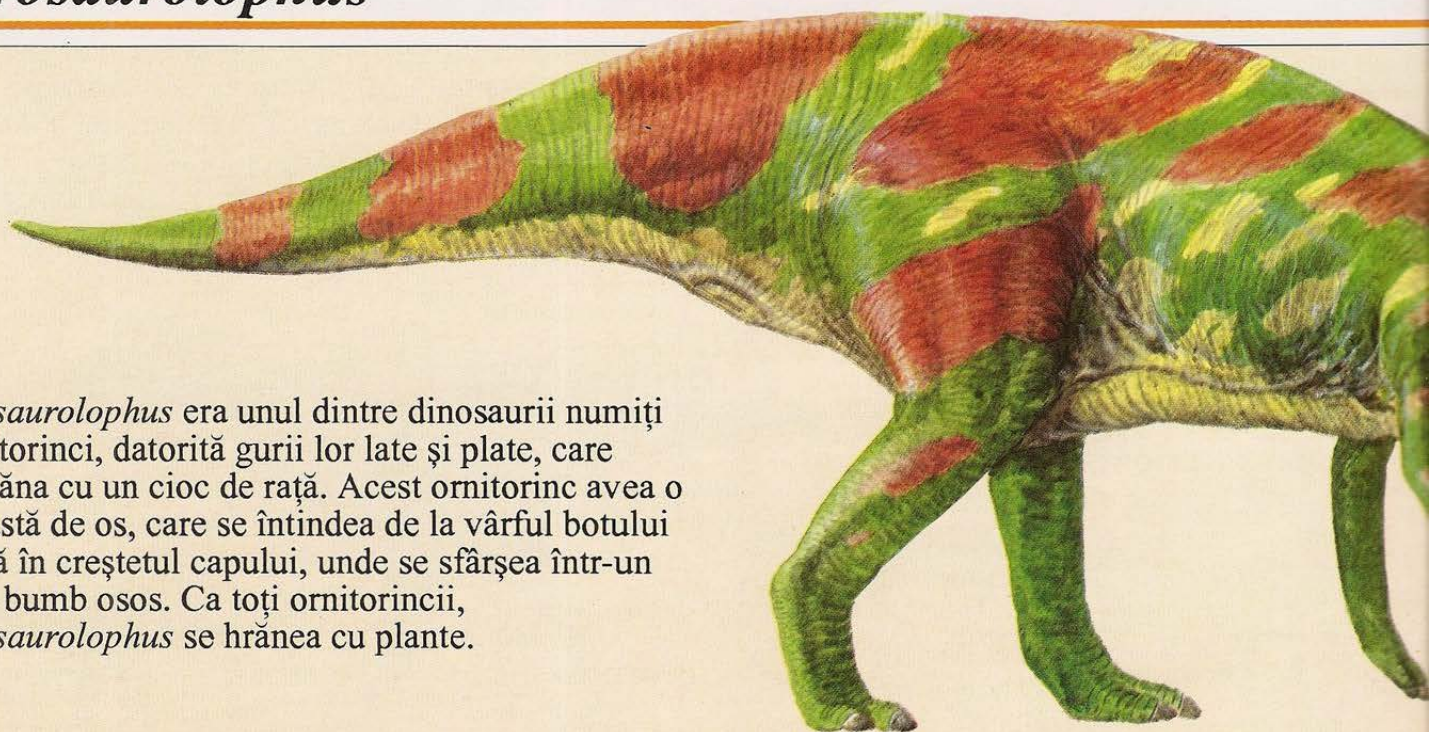 rosaurolophus
saurolophus era unul dintre dinosaurii numiți
torinci, datorită gurii lor late și plate, care
ăna cu un cioc de rață. Acest ornitorinc avea o
stă de os, care se întindea de la vârful botului
ă în creștetul capului, unde se sfârșea într-un
bumb osos. Ca toți ornitorincii,
saurolophus se hrănea cu plante.